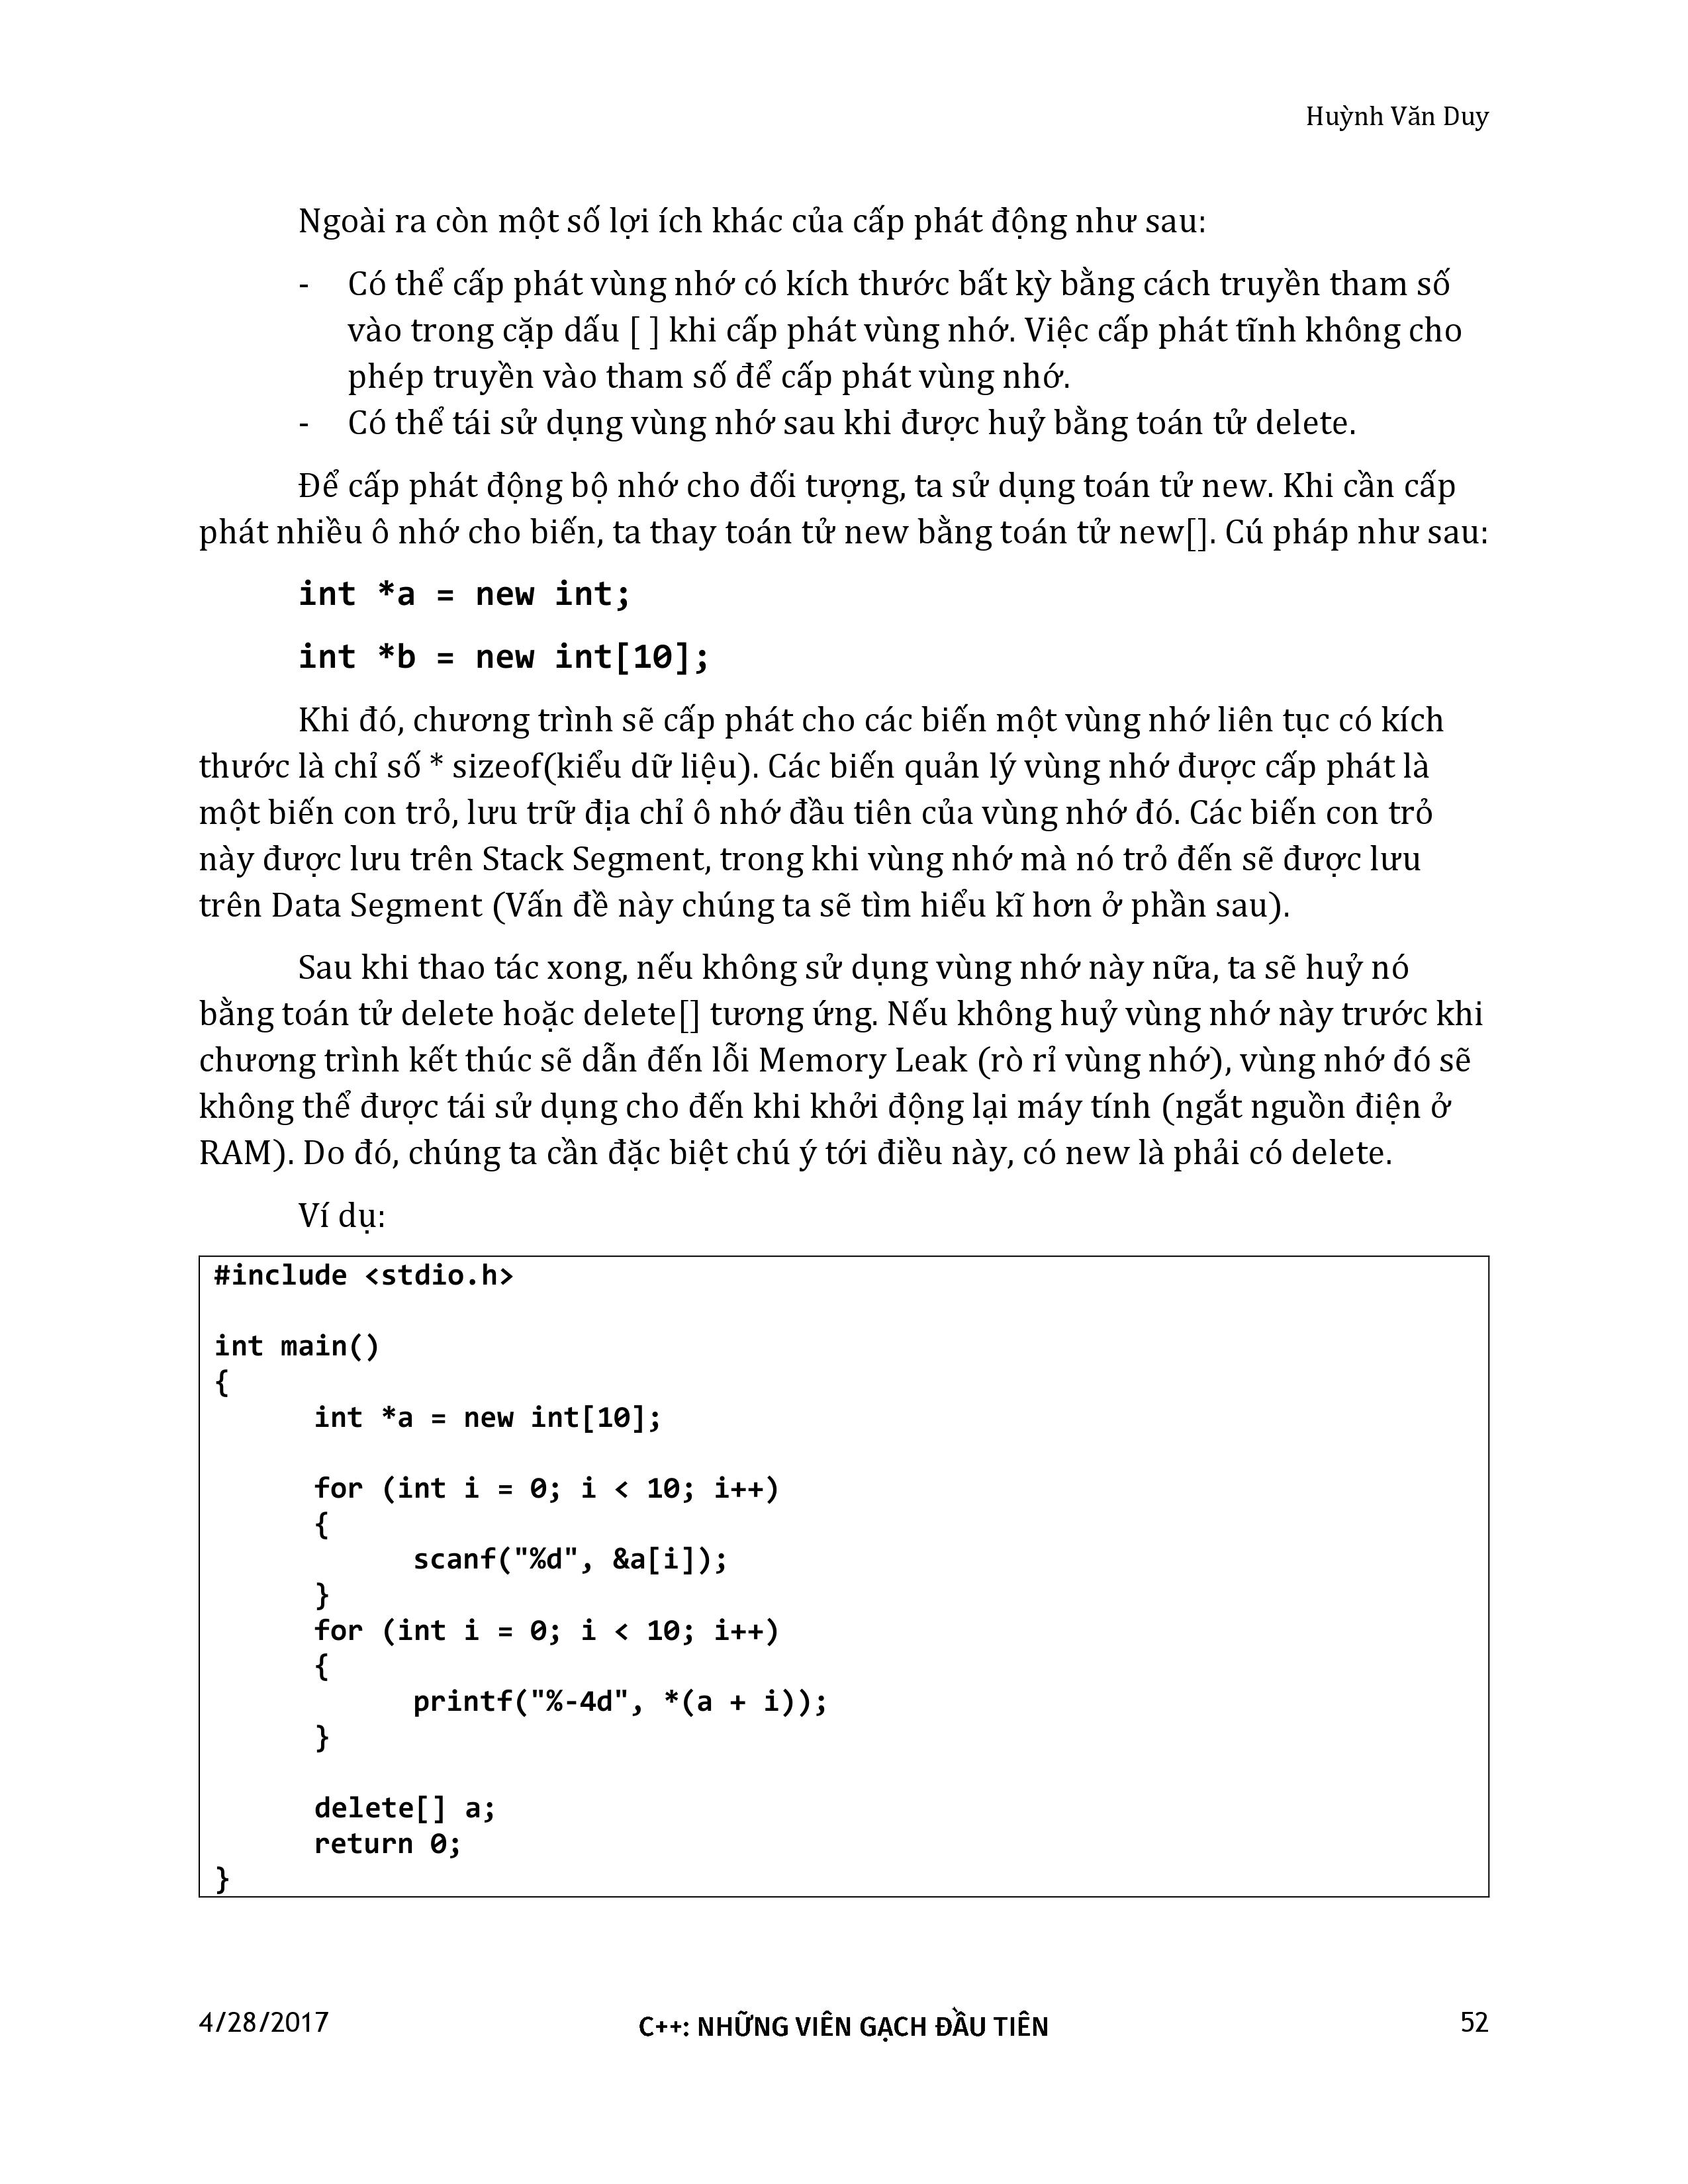 Huỳnh Văn Duy
Ngoài ra còn một số lợi ích khác của cấp phát động như sau:
- Có thể cấp phát vùng nhớ có kích thước bất kỳ bằng cách truyền tham số
vào trong cặp dấu [ ] khi cấp phát vùng nhớ. Việc cấp phát tĩnh không cho
phép truyền vào tham số để cấp phát vùng nhớ.
- Có thể tái sử dụng vùng nhớ sau khi được huỷ bằng toán tử delete.
Để cấp phát động bộ nhớ cho đối tượng, ta sử dụng toán tử new. Khi cần cấp
phát nhiều ô nhớ cho biến, ta thay toán tử new bằng toán tử new[]. Cú pháp như sau:
int *a = new int;
int *b = new int[10];
Khi đó, chương trình sẽ cấp phát cho các biến một vùng nhớ liên tục có kích
thước là chỉ số * sizeof(kiểu dữ liệu). Các biến quản lý vùng nhớ được cấp phát là
một biến con trỏ, lưu trữ địa chỉ ô nhớ đầu tiên của vùng nhớ đó. Các biến con trỏ
này được lưu trên Stack Segment, trong khi vùng nhớ mà nó trỏ đến sẽ được lưu
trên Data Segment (Vấn đề này chúng ta sẽ tìm hiểu kĩ hơn ở phần sau).
Sau khi thao tác xong, nếu không sử dụng vùng nhớ này nữa, ta sẽ huỷ nó
bằng toán tử delete hoặc delete[] tương ứng. Nếu không huỷ vùng nhớ này trước khi
chương trình kết thúc sẽ dẫn đến lỗi Memory Leak (rò rỉ vùng nhớ), vùng nhớ đó sẽ
không thể được tái sử dụng cho đến khi khởi động lại máy tính (ngắt nguồn điện ở
RAM). Do đó, chúng ta cần đặc biệt chú ý tới điều này, có new là phải có delete.
Ví dụ:
#include <stdio.h>
int main()
{
int *a = new int[10];
for (int i = 0; i < 10; i++)
{
scanf("%d", &a[i]);
}
for (int i = 0; i < 10; i++)
{
printf("%-4d", *(a + i));
}
delete[] a;
return 0;
}
4/28/2017
C++: NHỮNG VIÊN GẠCH ĐẦU TIÊN
52